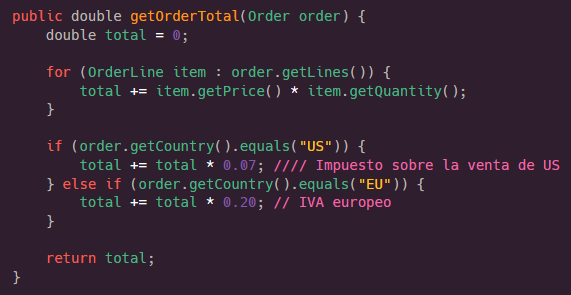 public double getOrderTotal(Order order) {
    double total = 0;

    for (OrderLine item : order.getLines()) {
        total += item.getPrice() * item.getQuantity();
    }

    if (order.getCountry().equals("US")) {
        total += total * 0.07; //// Impuesto sobre la venta de US
    } else if (order.getCountry().equals("EU")) {
        total += total * 0.20; // IVA europeo
    }

    return total;
}